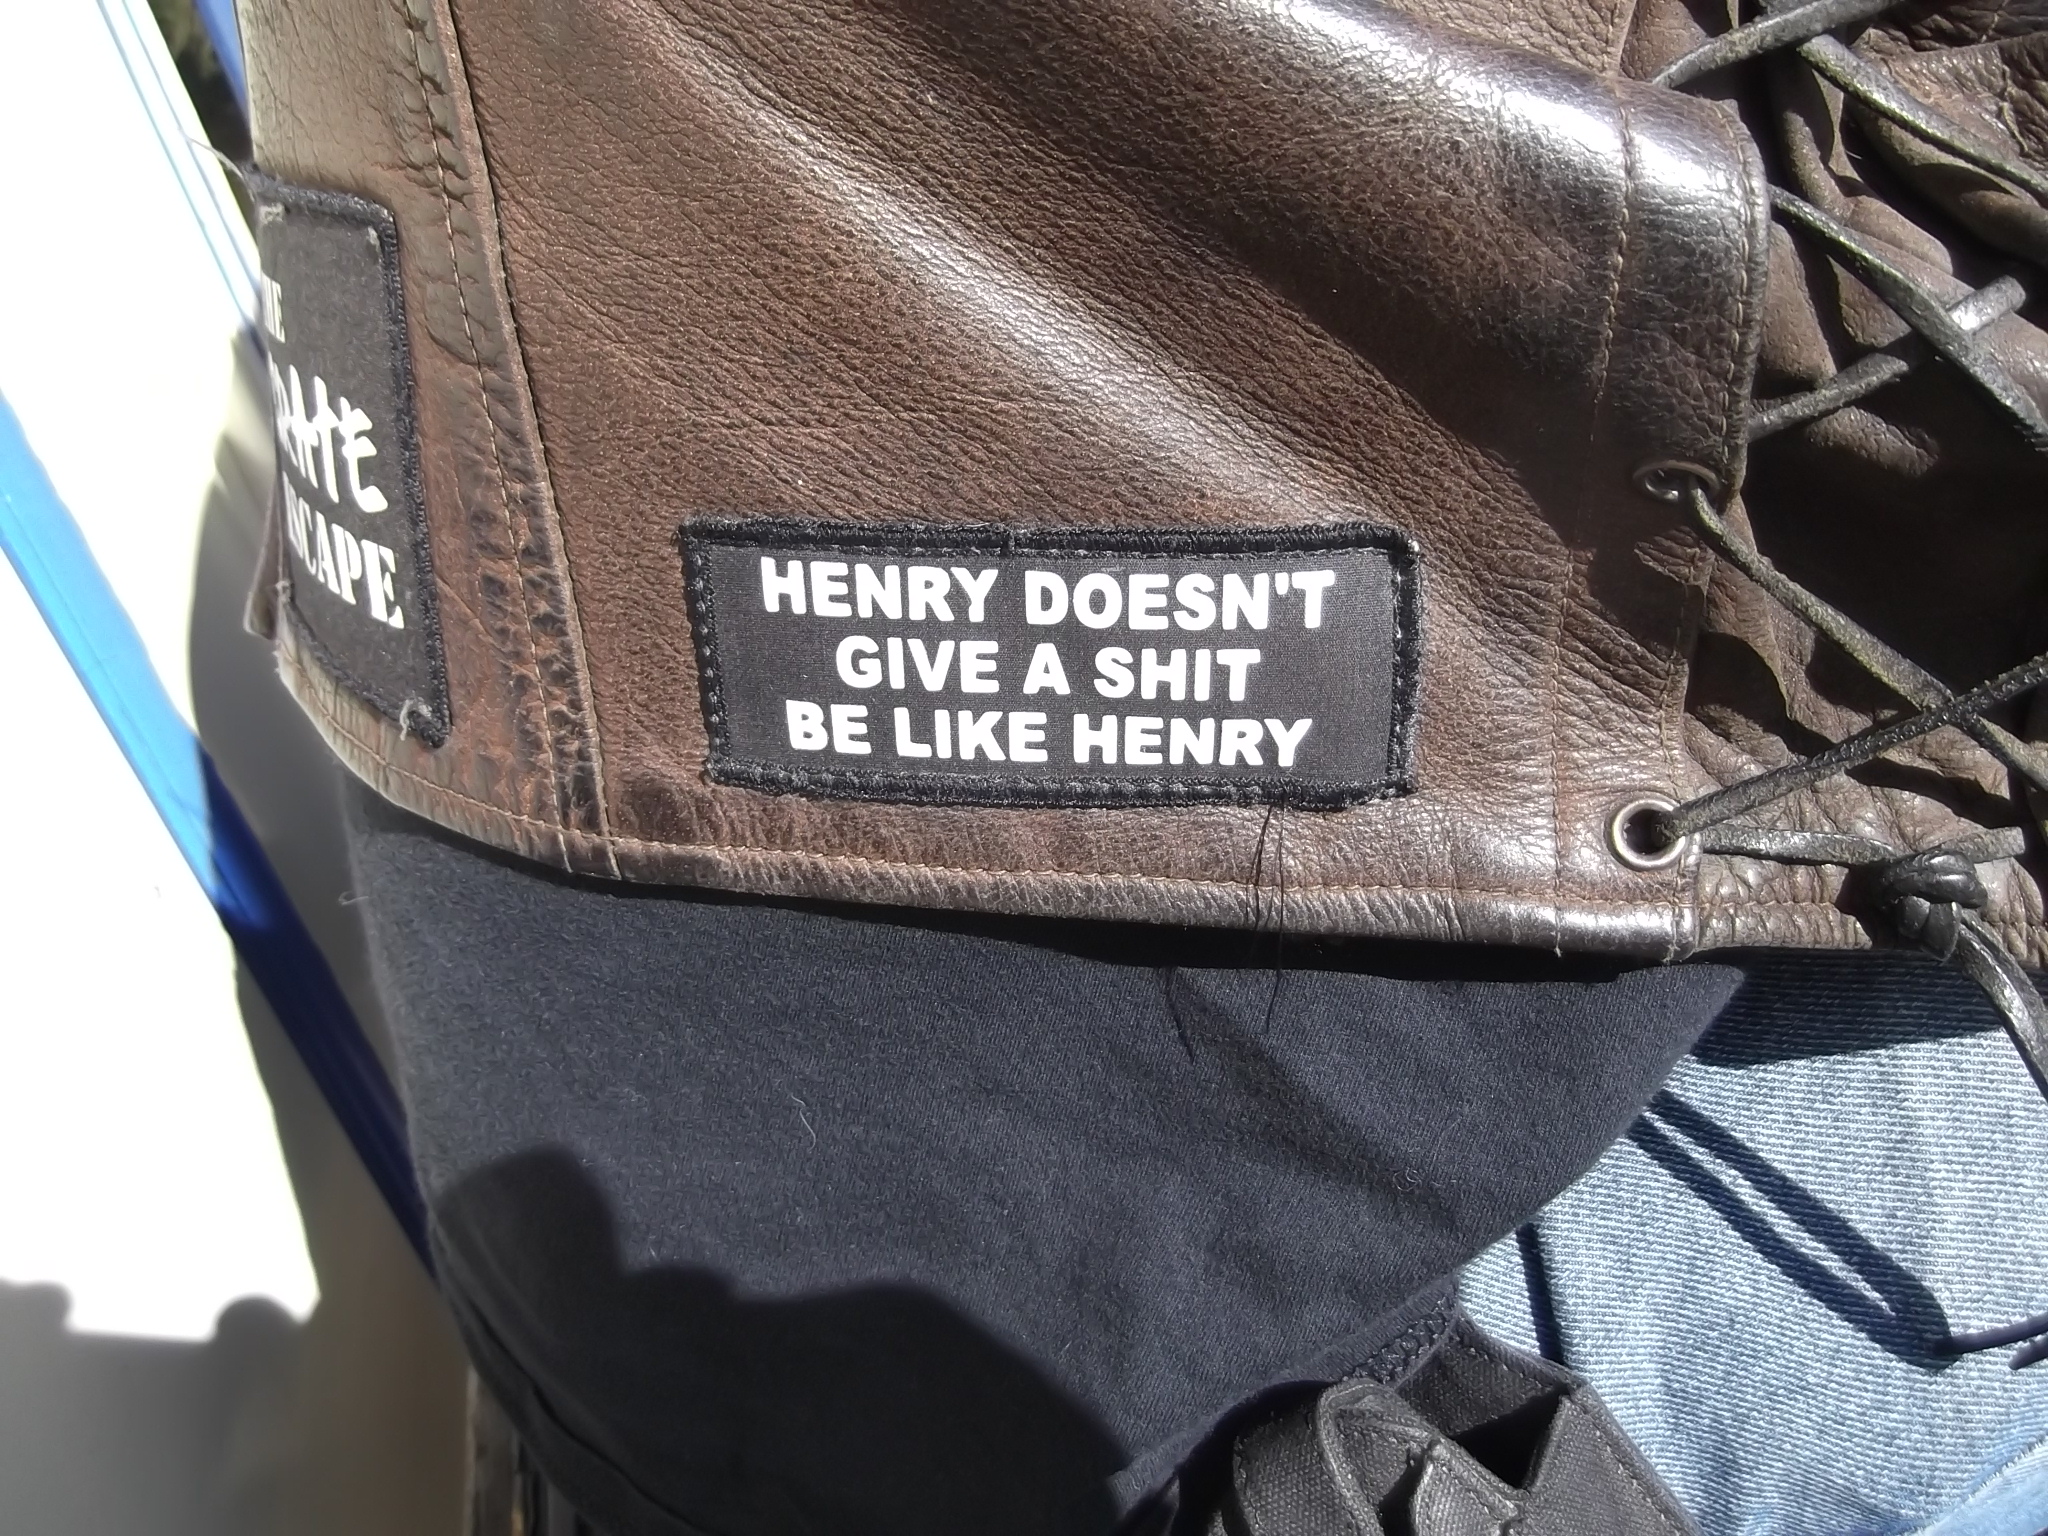 HENRY DOESN'T
GIVE A SHIT
BE LIKE HENRY